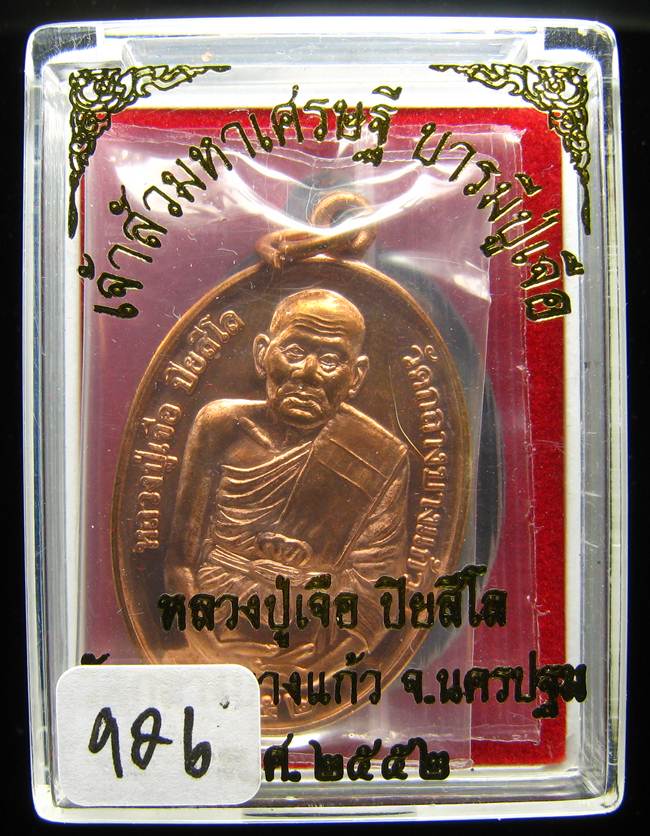 เจ้าสัวมหาเศรษฐี บารมีปู่เจือ
หลวงปู่เจือ ปิยสีโล
วัดกลางบางแก้ว
หลวงปู่เจือ ปิยสีโล
างแก้ว จ.นครปฐม
ศ.๒๕๕๒